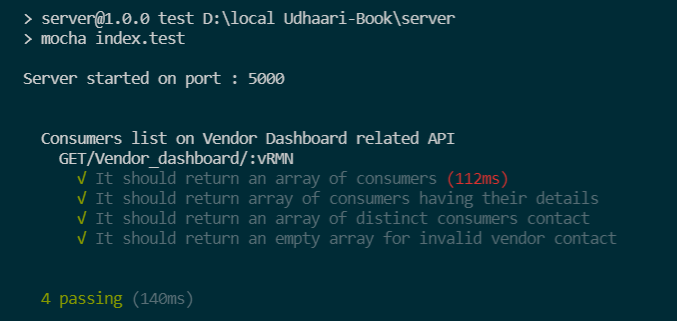 > server@1.0.0 test D:\local Udhaari-Book\server
> mocha index.test
Server started on port : 5000
Consumers list on Vendor Dashboard related API
GET/Vendor_dashboard/:vRMN
√ It should return an array of consumers (112ms)
√ It should return array of consumers having their details
√ It should return an array of distinct consumers contact
√ It should return an empty array for invalid vendor contact
4 passing (140ms)